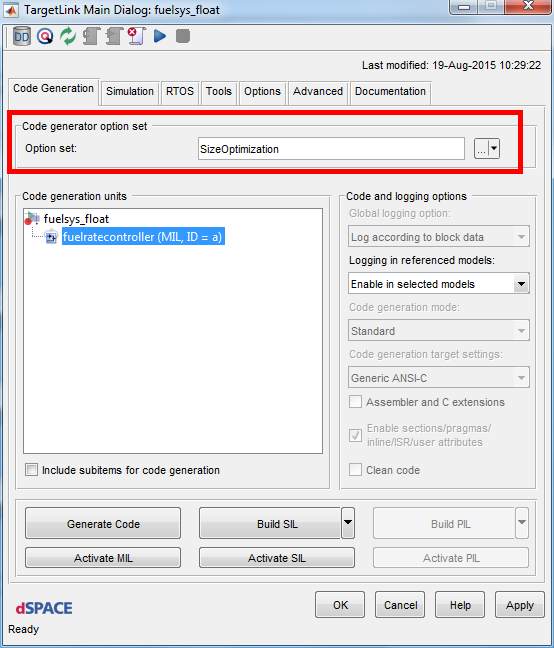 TargetLink Main Dialog: fuelsys_float
DD
Last modified: 19-Aug-2015 10:29:22
Code Generation Simulation RTOS Tools Options Advanced Documentation
Code generator option set
Option set: SizeOptimization ...
Code generation units
fuelsys_float
fuelratecontroller (MIL, ID = a)
Include subitems for code generation
Code and logging options
Global logging option:
Log according to block data
Logging in referenced models:
Enable in selected models
Code generation mode:
Standard
Code generation target settings:
Generic ANSI-C
Assembler and C extensions
Enable sections/pragmas/
inline/ISR/user attributes
Clean code
Generate Code Build SIL Build PIL
Activate MIL Activate SIL Activate PIL
dSPACE OK Cancel Help Apply
Ready